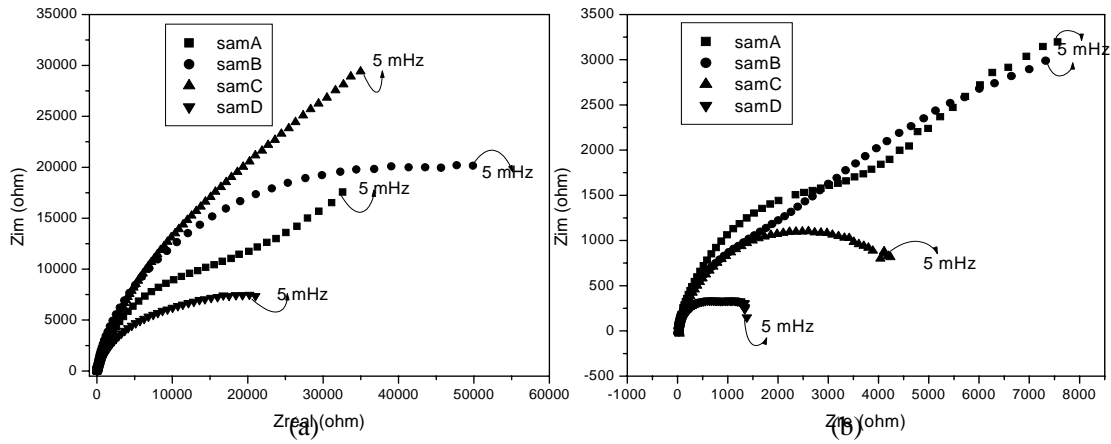 35000
30000
25000
20000
15000
10000
5000
0
Zim (ohm)
samA
samB
samC
samD
5 mHz
5 mHz
5 mHz
5 mHz
0 10000 20000 30000 40000 50000 60000
Zreal (ohm)
(a)
3500
3000
2500
2000
1500
1000
500
0
-500
Zim (ohm)
samA
samB
samC
samD
5 mHz
5 mHz
5 mHz
-1000 0 1000 2000 3000 4000 5000 6000 7000 8000
(ohm)
(b)